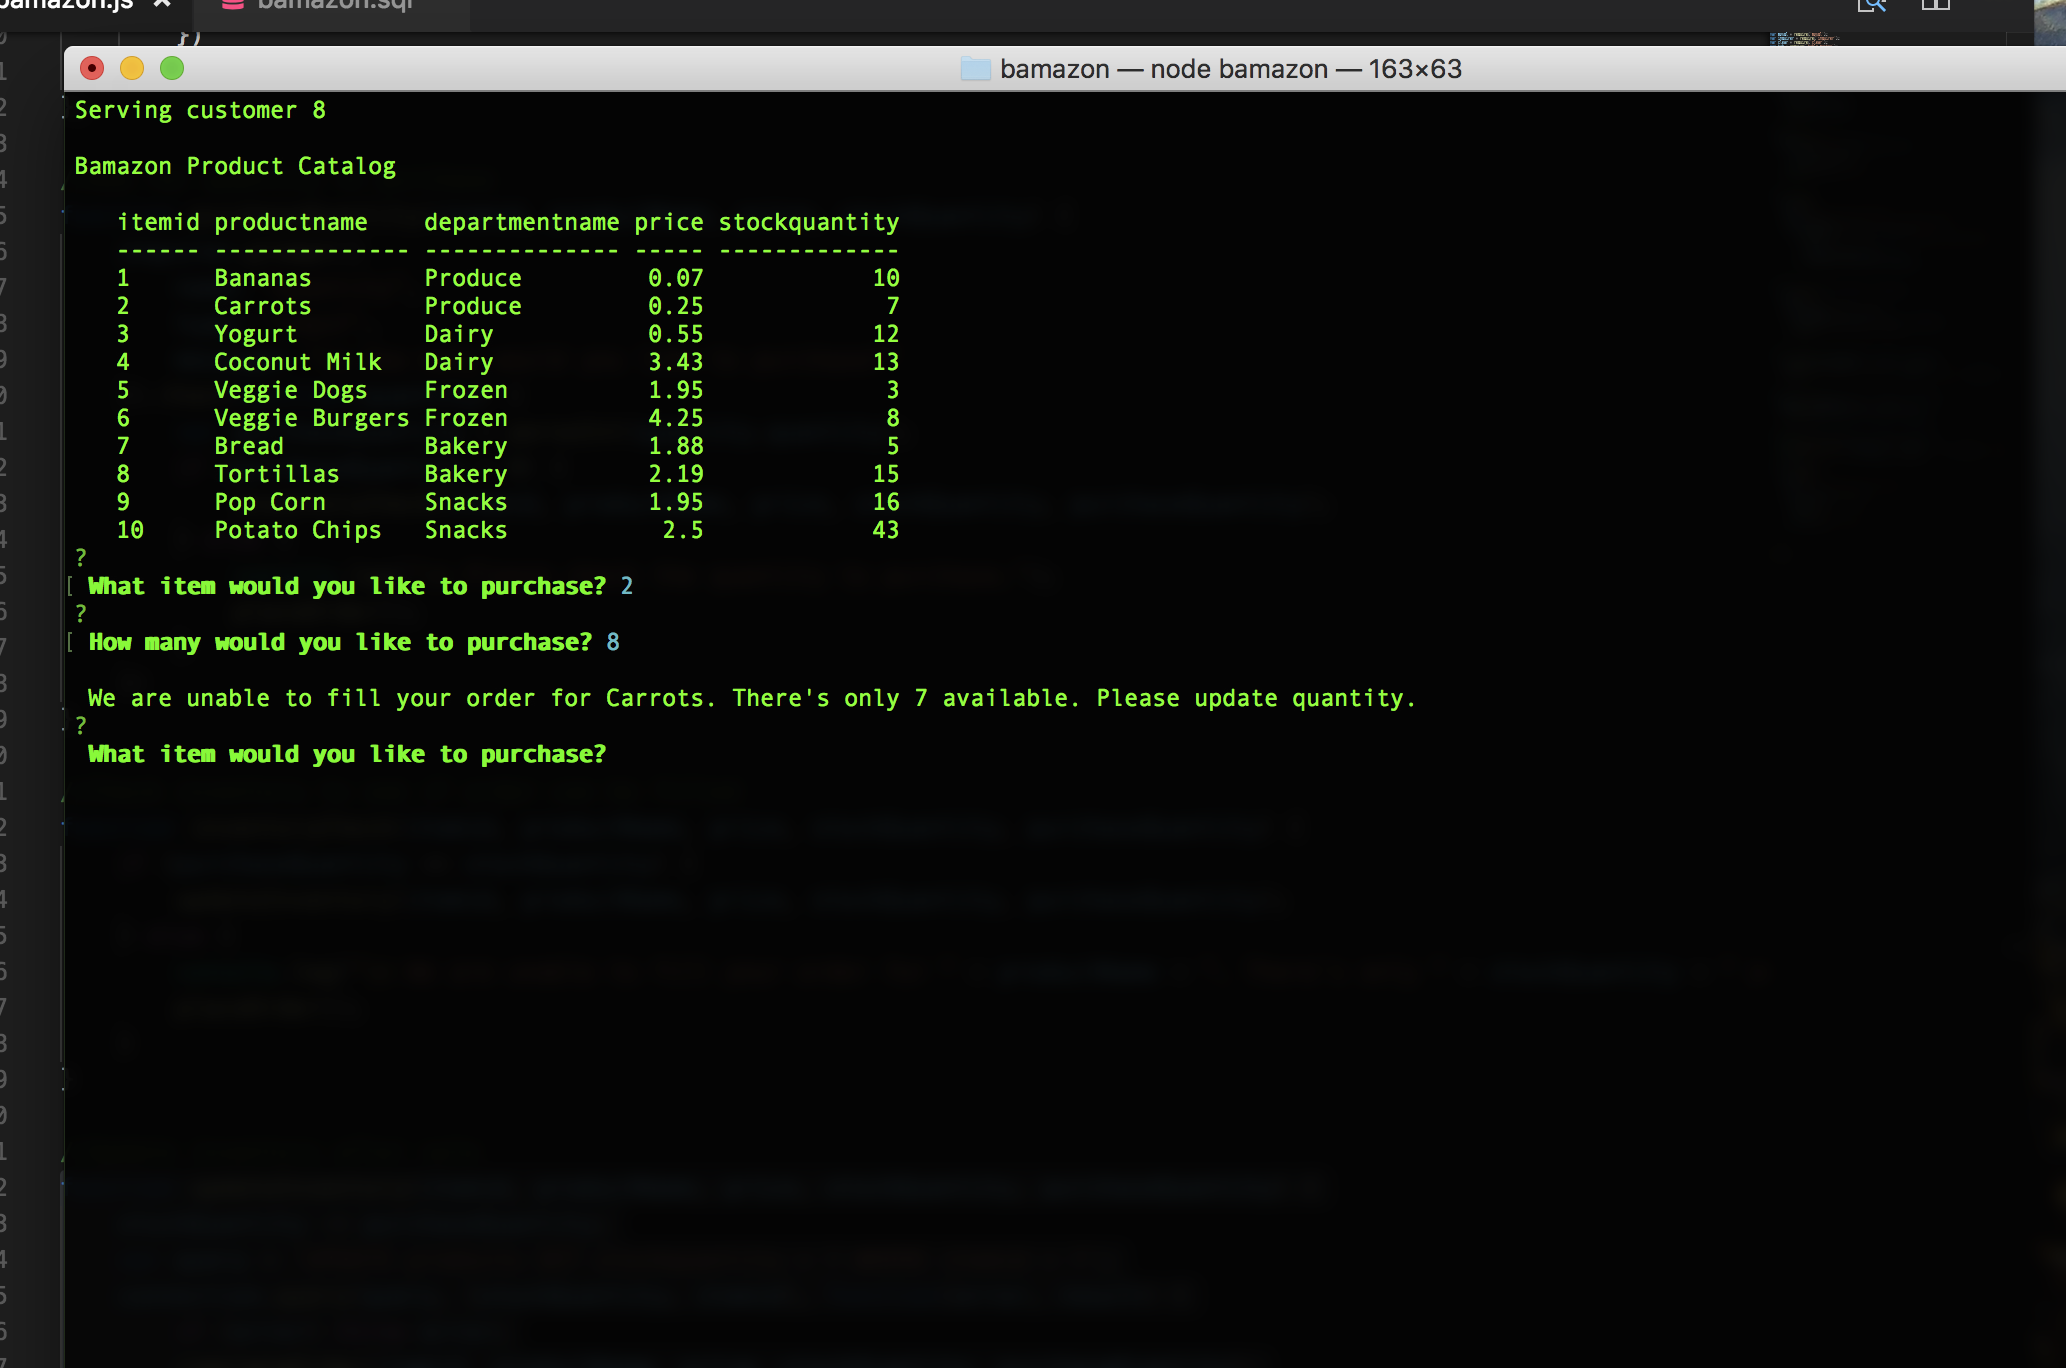 bamazon.js × bamazon.sql
})
bamazon — node bamazon — 163×63
Serving customer 8
Bamazon Product Catalog
itemid productname departmentname price stockquantity
------ -------------- -------------- ----- -------------
1 Bananas Produce 0.07 10
2 Carrots Produce 0.25 7
3 Yogurt Dairy 0.55 12
4 Coconut Milk Dairy 3.43 13
5 Veggie Dogs Frozen 1.95 3
6 Veggie Burgers Frozen 4.25 8
7 Bread Bakery 1.88 5
8 Tortillas Bakery 2.19 15
9 Pop Corn Snacks 1.95 16
10 Potato Chips Snacks 2.5 43
?
[ What item would you like to purchase? 2
?
[ How many would you like to purchase? 8
We are unable to fill your order for Carrots. There's only 7 available. Please update quantity.
?
What item would you like to purchase?